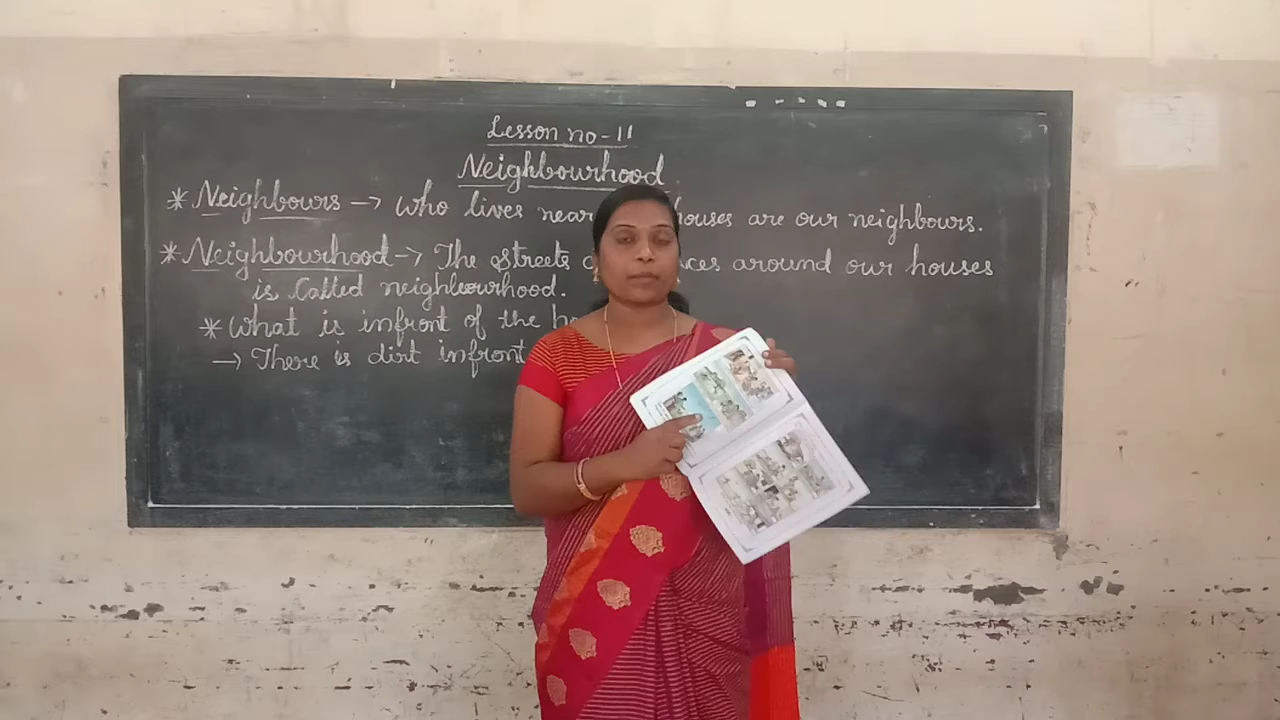 Lesson no-11
Neighbourhood
* Neighbours → who lives near houses are our neighbours.
* Neighbourhood → The streets around our houses
is called neighbourhood.
* What is infront of the
→ There is dirt infront